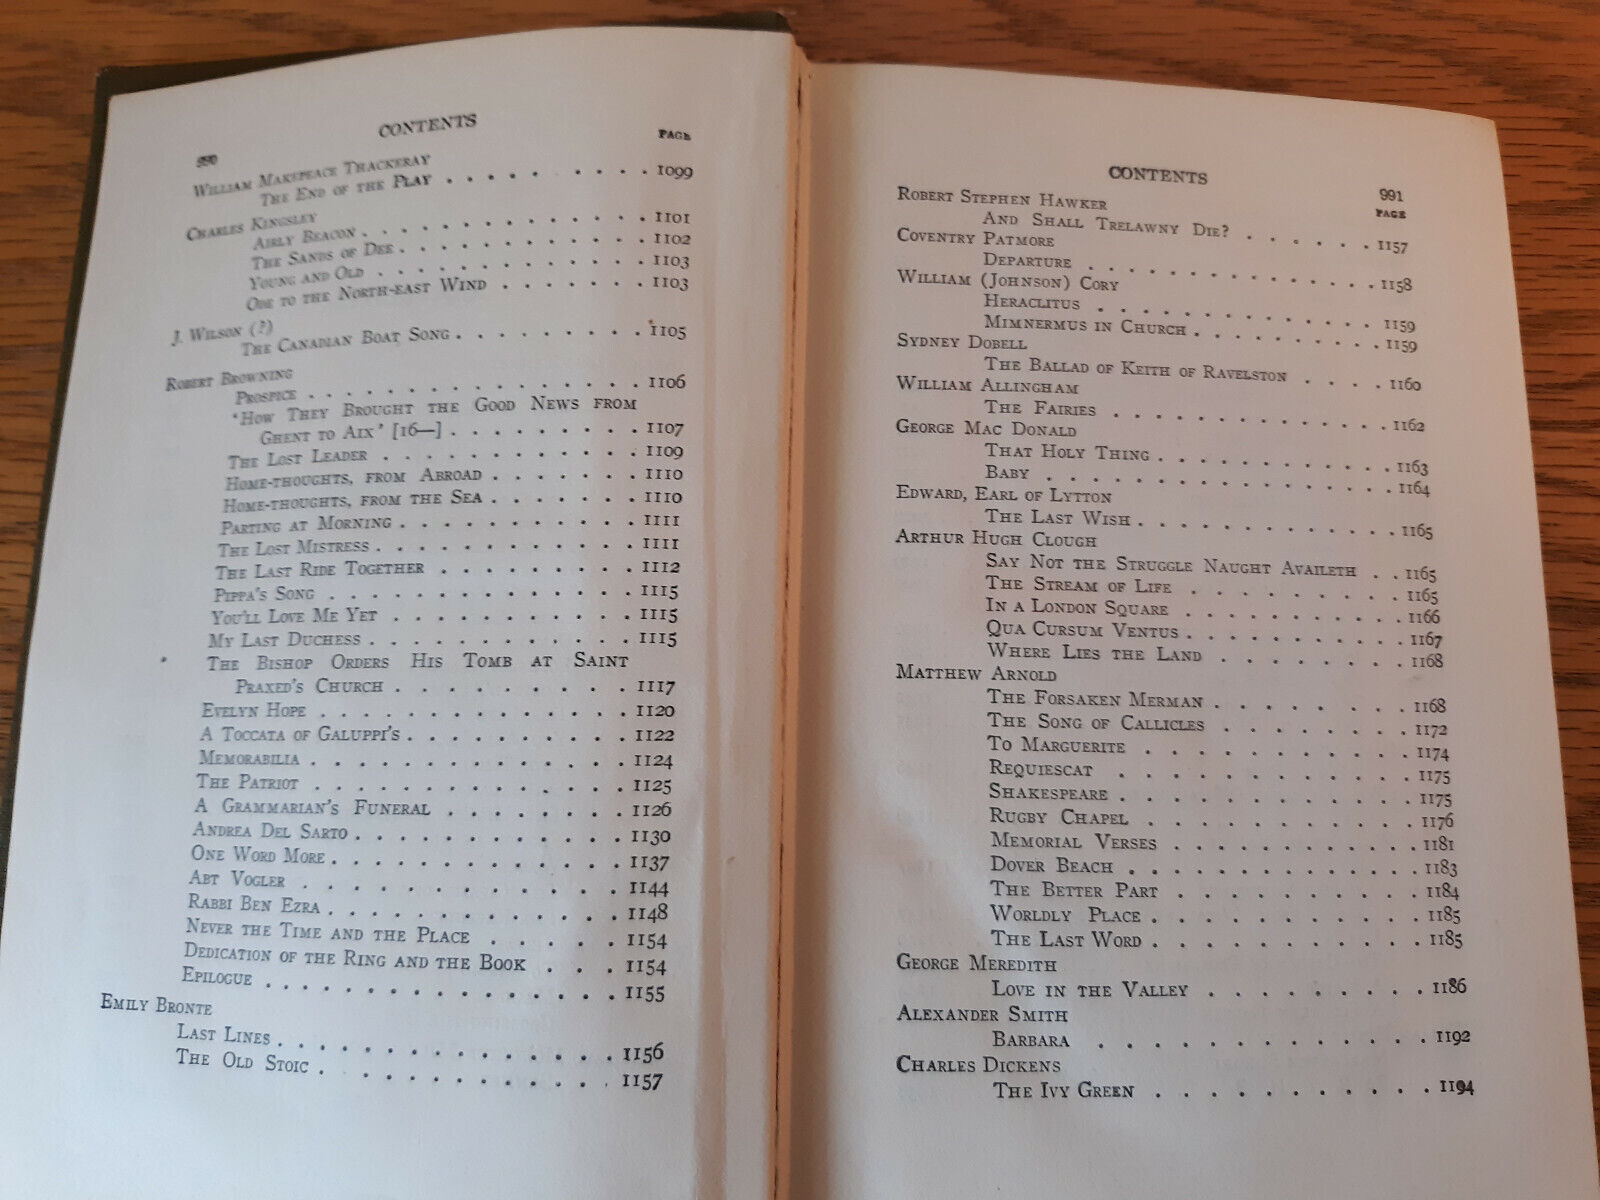 CONTENTS
990
PAGE
WILLIAM MAKEPEACE THACKERAY
THE END OF THE PLAY . . . . . . . . . 1099
CHARLES KINGSLEY
AIRLY BEACON . . . . . . . . . . . . 1101
THE SANDS OF DEE . . . . . . . . . . 1102
YOUNG AND OLD . . . . . . . . . . . 1103
ODE TO THE NORTH-EAST WIND . . . . . . 1103
J. WILSON (?)
THE CANADIAN BOAT SONG . . . . . . . . 1105
ROBERT BROWNING
PROSPICE . . . . . . . . . . . . . 1106
'HOW THEY BROUGHT THE GOOD NEWS FROM
GHENT TO AIX' [16—] . . . . . . . . . 1107
THE LOST LEADER . . . . . . . . . . 1109
HOME-THOUGHTS, FROM ABROAD . . . . . . 1110
HOME-THOUGHTS, FROM THE SEA . . . . . . 1110
PARTING AT MORNING . . . . . . . . . . 1111
THE LOST MISTRESS . . . . . . . . . . . 1111
THE LAST RIDE TOGETHER . . . . . . . . 1112
PIPPA'S SONG . . . . . . . . . . . . 1115
YOU'LL LOVE ME YET . . . . . . . . . . 1115
MY LAST DUCHESS . . . . . . . . . . . 1115
THE BISHOP ORDERS HIS TOMB AT SAINT
PRAXED'S CHURCH . . . . . . . . . 1117
EVELYN HOPE . . . . . . . . . . . . 1120
A TOCCATA OF GALUPPI'S . . . . . . . . . 1122
MEMORABILIA . . . . . . . . . . . . 1124
THE PATRIOT . . . . . . . . . . . . 1125
A GRAMMARIAN'S FUNERAL . . . . . . . 1126
ANDREA DEL SARTO . . . . . . . . . . 1130
ONE WORD MORE . . . . . . . . . . . 1137
ABT VOGLER . . . . . . . . . . . . 1144
RABBI BEN EZRA . . . . . . . . . . . 1148
NEVER THE TIME AND THE PLACE . . . . . 1154
DEDICATION OF THE RING AND THE BOOK . . . 1154
EPILOGUE . . . . . . . . . . . . . 1155
EMILY BRONTE
LAST LINES . . . . . . . . . . . . . 1156
THE OLD STOIC . . . . . . . . . . . 1157
CONTENTS
991
PAGE
ROBERT STEPHEN HAWKER
AND SHALL TRELAWNY DIE? . . . . . . 1157
COVENTRY PATMORE
DEPARTURE . . . . . . . . . . . . . 1158
WILLIAM (JOHNSON) CORY
HERACLITUS . . . . . . . . . . . . 1159
MIMNERMUS IN CHURCH . . . . . . . . . 1159
SYDNEY DOBELL
THE BALLAD OF KEITH OF RAVELSTON . . . . 1160
WILLIAM ALLINGHAM
THE FAIRIES . . . . . . . . . . . . 1162
GEORGE MAC DONALD
THAT HOLY THING . . . . . . . . . . . 1163
BABY . . . . . . . . . . . . . . . 1164
EDWARD, EARL OF LYTTON
THE LAST WISH . . . . . . . . . . . 1165
ARTHUR HUGH CLOUGH
SAY NOT THE STRUGGLE NAUGHT AVAILETH . . 1165
THE STREAM OF LIFE . . . . . . . . . 1165
IN A LONDON SQUARE . . . . . . . . . 1166
QUA CURSUM VENTUS . . . . . . . . . . 1167
WHERE LIES THE LAND . . . . . . . . . 1168
MATTHEW ARNOLD
THE FORSAKEN MERMAN . . . . . . . . 1168
THE SONG OF CALLICLES . . . . . . . . 1172
TO MARGUERITE . . . . . . . . . . . 1174
REQUIESCAT . . . . . . . . . . . . 1175
SHAKESPEARE . . . . . . . . . . . . 1175
RUGBY CHAPEL . . . . . . . . . . . 1176
MEMORIAL VERSES . . . . . . . . . . 1181
DOVER BEACH . . . . . . . . . . . . 1183
THE BETTER PART . . . . . . . . . . 1184
WORLDLY PLACE . . . . . . . . . . . 1185
THE LAST WORD . . . . . . . . . . . 1185
GEORGE MEREDITH
LOVE IN THE VALLEY . . . . . . . . . 1186
ALEXANDER SMITH
BARBARA . . . . . . . . . . . . . 1192
CHARLES DICKENS
THE IVY GREEN . . . . . . . . . . . 1194